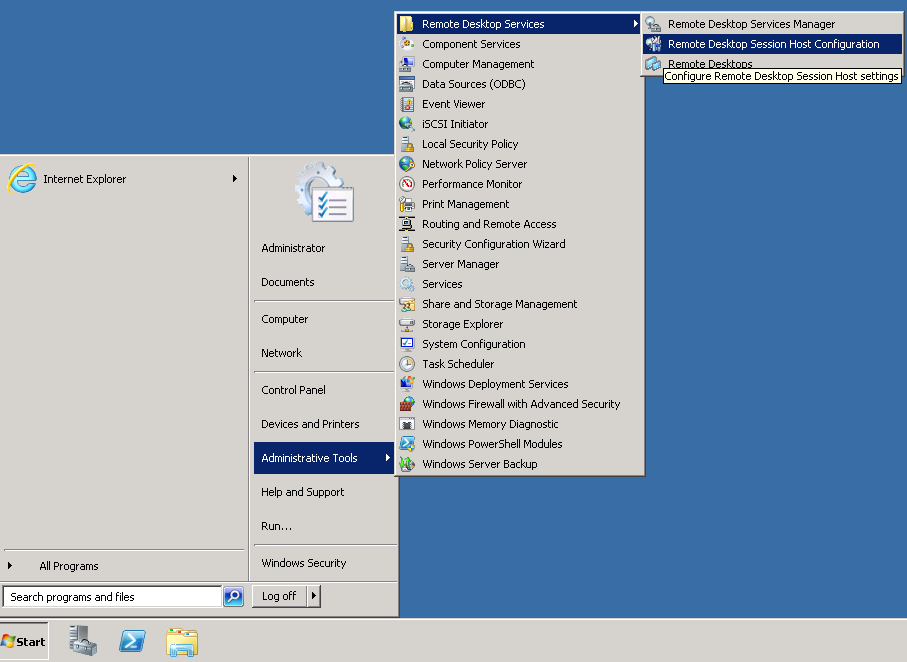 Remote Desktop Services
Component Services
Computer Management
Data Sources (ODBC)
Event Viewer
iSCSI Initiator
Local Security Policy
Network Policy Server
Performance Monitor
Print Management
Routing and Remote Access
Security Configuration Wizard
Server Manager
Services
Share and Storage Management
Storage Explorer
System Configuration
Task Scheduler
Windows Deployment Services
Windows Firewall with Advanced Security
Windows Memory Diagnostic
Windows PowerShell Modules
Windows Server Backup
Remote Desktop Services Manager
Remote Desktop Session Host Configuration
Remote Desktops
Configure Remote Desktop Session Host settings
Internet Explorer
All Programs
Search programs and files
Administrator
Documents
Computer
Network
Control Panel
Devices and Printers
Administrative Tools
Help and Support
Run...
Windows Security
Log off
Start